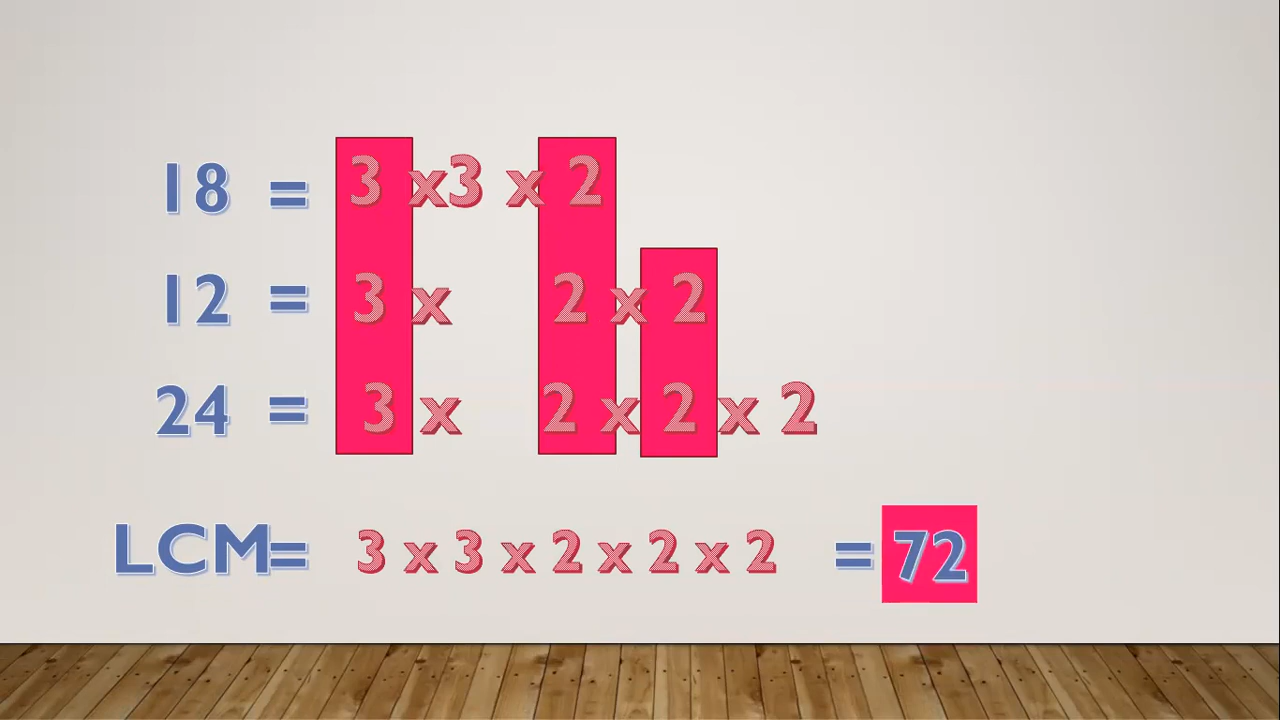 18 = 3 x3 x 2
12 = 3 x 2 x 2
24 = 3 x 2 x 2 x 2
LCM= 3 x 3 x 2 x 2 x 2 = 72